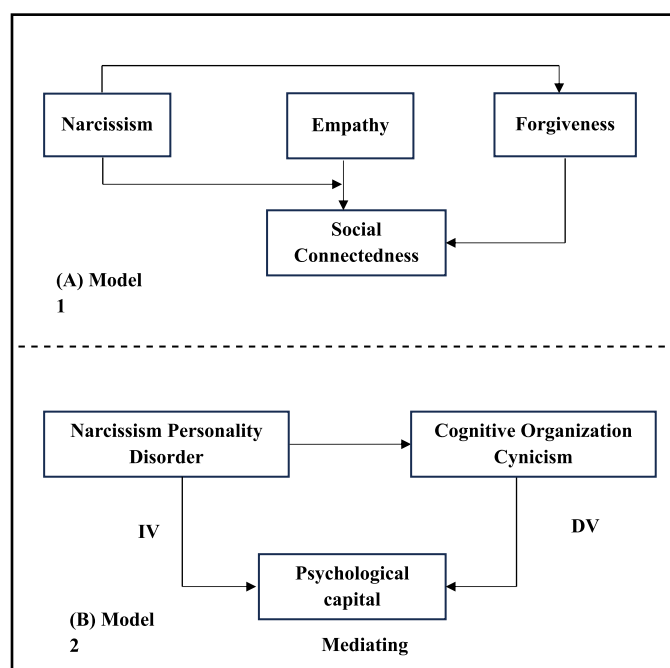 Narcissism
Empathy
Forgiveness
Social
Connectedness
(A) Model
1
Narcissism Personality
Disorder
Cognitive Organization
Cynicism
IV
DV
Psychological
capital
(B) Model
2
Mediating